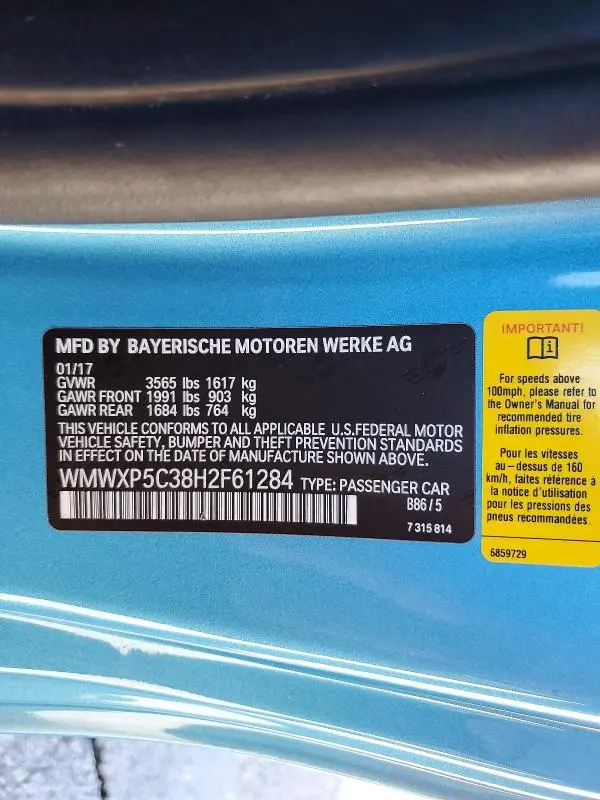 MFD BY BAYERISCHE MOTOREN WERKE AG
01/17
GVWR 3565 lbs 1617 kg
GAWR FRONT 1991 lbs 903 kg
GAWR REAR 1684 lbs 764 kg
THIS VEHICLE CONFORMS TO ALL APPLICABLE U.S.FEDERAL MOTOR
VEHICLE SAFETY, BUMPER AND THEFT PREVENTION STANDARDS
IN EFFECT ON THE DATE OF MANUFACTURE SHOWN ABOVE.
WMWXP5C38H2F61284 TYPE: PASSENGER CAR
B86 / 5
7 315 814
IMPORTANT!
i
For speeds above
100mph, please refer to
the Owner's Manual for
recommended tire
inflation pressures.
Pour les vitesses
au–dessus de 160
km/h, faites référence à
la notice d'utilisation
pour les pressions des
pneus recommandées.
6859729